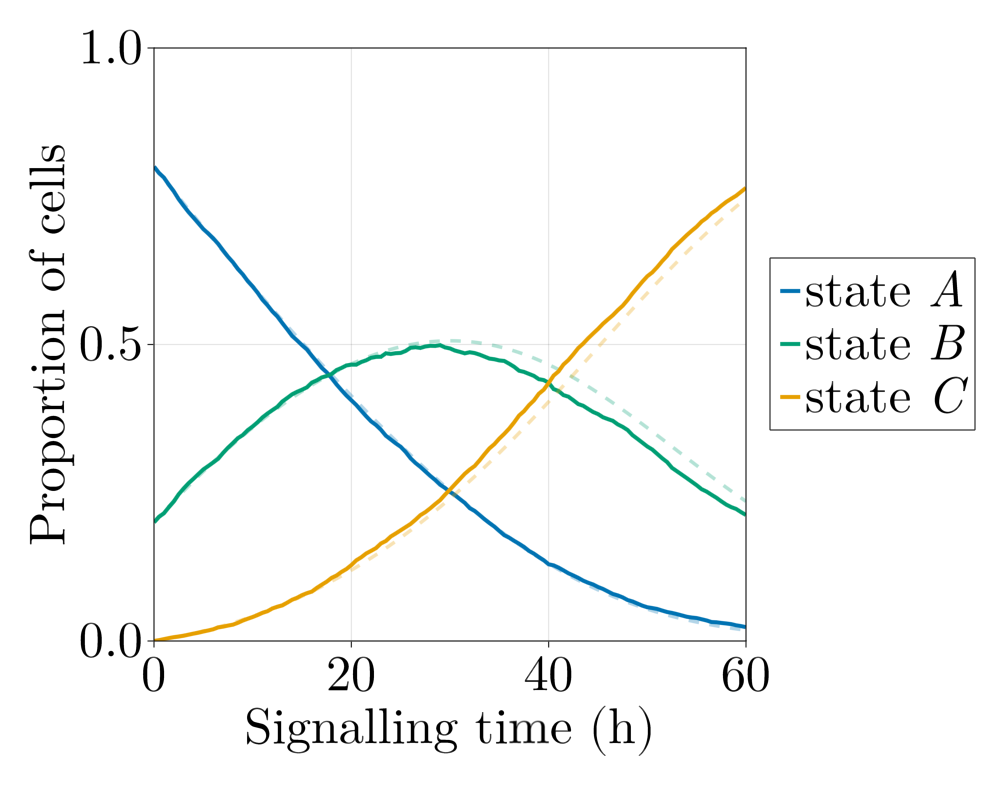 1.0
0.5
0.0
0
20
40
60
Proportion of cells
Signalling time (h)
state A
state B
state C